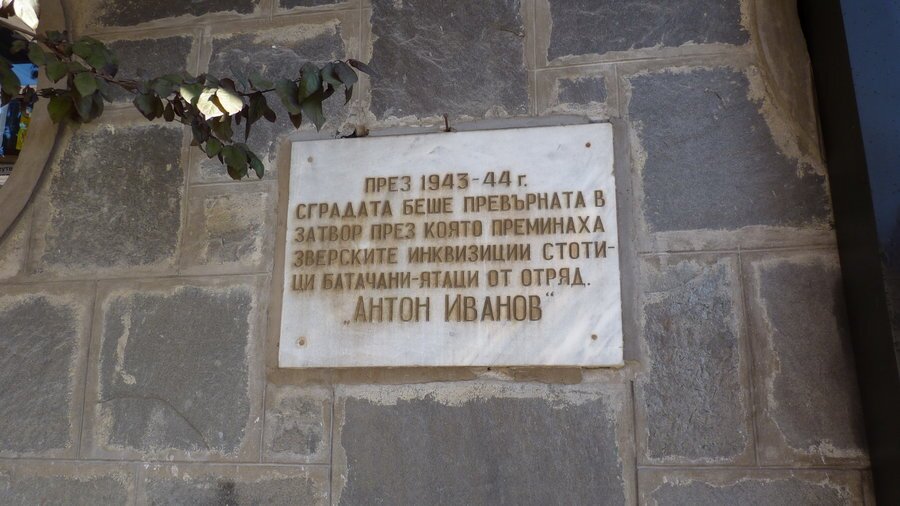 ПРЕЗ 1943-44 г.
СГРАДАТА БЕШЕ ПРЕВЪРНАТА В
ЗАТВОР ПРЕЗ КОЯТО ПРЕМИНАХА
ЗВЕРСКИТЕ ИНКВИЗИЦИИ СТОТИ-
ЦИ БАТАЧАНИ-ЯТАЦИ ОТ ОТРЯД.
„АНТОН ИВАНОВ“